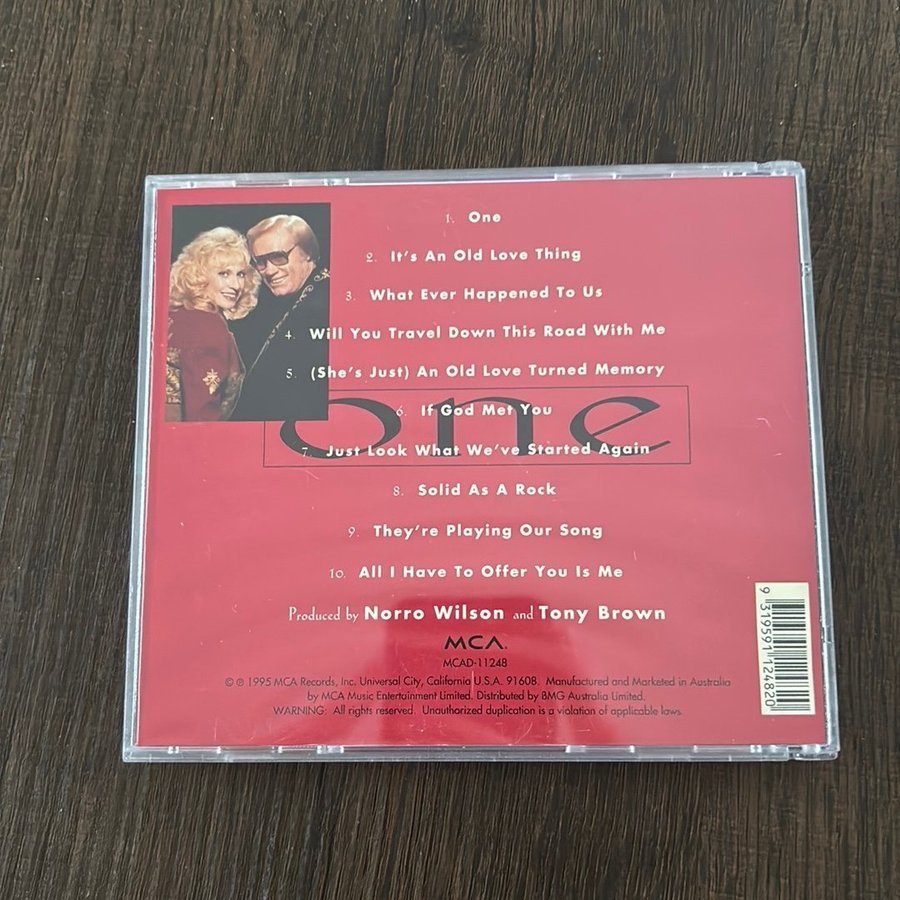 1. One
2. It's An Old Love Thing
3. What Ever Happened To Us
4. Will You Travel Down This Road With Me
5. (She's Just) An Old Love Turned Memory
one
6. If God Met You
7. Just Look What We've Started Again
8. Solid As A Rock
9. They're Playing Our Song
10. All I Have To Offer You Is Me
Produced by Norro Wilson and Tony Brown
MCA.
MCAD-11248
© ℗ 1995 MCA Records, Inc. Universal City, California U.S.A. 91608. Manufactured and Marketed in Australia
by MCA Music Entertainment Limited. Distributed by BMG Australia Limited.
WARNING: All rights reserved. Unauthorized duplication is a violation of applicable laws.
9 319591 124820